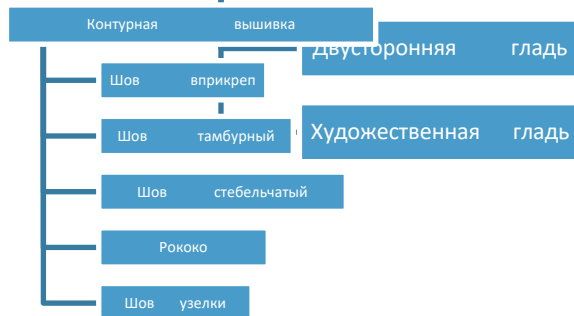 Контурная вышивка
Двусторонняя гладь
Шов вприкреп
Шов тамбурный
Художественная гладь
Шов стебельчатый
Рококо
Шов узелки